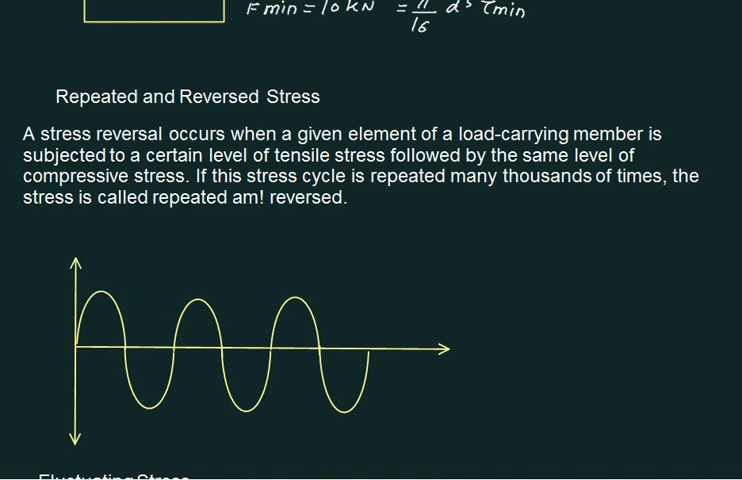 F min = 10 kN = π/16 d³ τmin
Repeated and Reversed Stress
A stress reversal occurs when a given element of a load-carrying member is
subjected to a certain level of tensile stress followed by the same level of
compressive stress. If this stress cycle is repeated many thousands of times, the
stress is called repeated am! reversed.
Fluctuating Stress